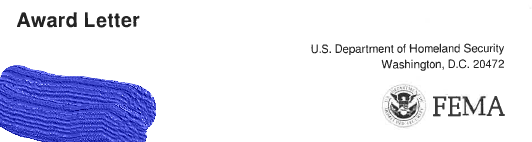 Award Letter
U.S. Department of Homeland Security
Washington, D.C. 20472
FEMA